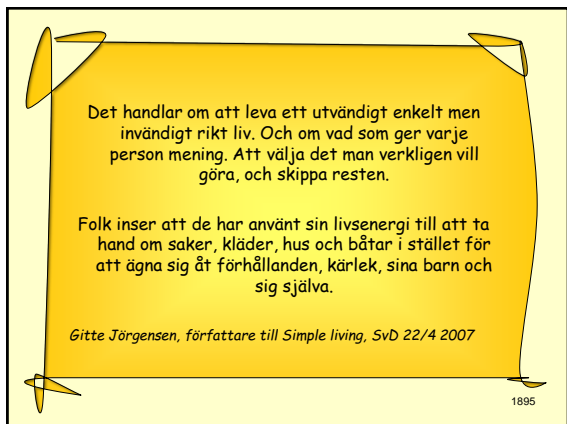 Det handlar om att leva ett utvändigt enkelt men
invändigt rikt liv. Och om vad som ger varje
person mening. Att välja det man verkligen vill
göra, och skippa resten.
Folk inser att de har använt sin livsenergi till att ta
hand om saker, kläder, hus och båtar i stället för
att ägna sig åt förhållanden, kärlek, sina barn och
sig själva.
Gitte Jörgensen, författare till Simple living, SvD 22/4 2007
1895